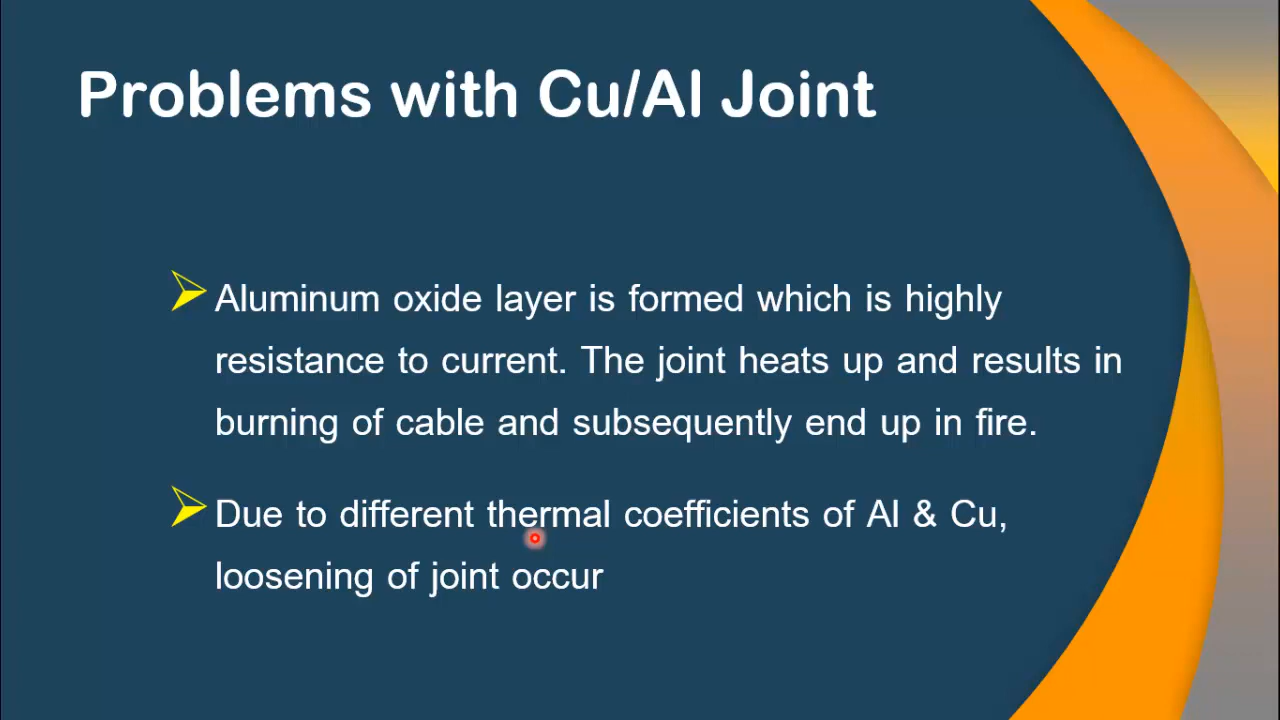 Problems with Cu/Al Joint
Aluminum oxide layer is formed which is highly
resistance to current. The joint heats up and results in
burning of cable and subsequently end up in fire.
Due to different thermal coefficients of Al & Cu,
loosening of joint occur